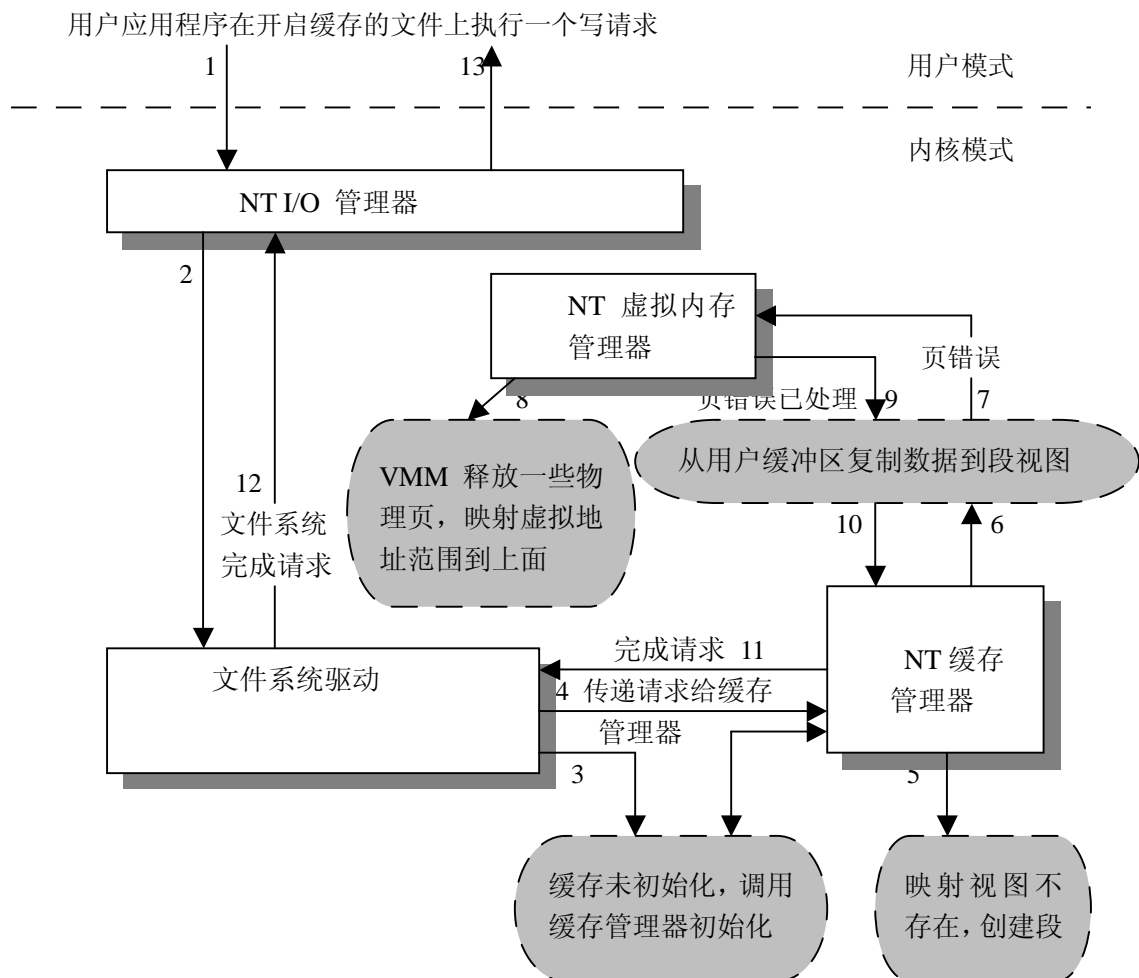 用户应用程序在开启缓存的文件上执行一个写请求
1
13
用户模式
内核模式
NT I/O 管理器
2
NT 虚拟内存
管理器
页错误
8
页错误已处理 9
7
VMM 释放一些物
理页，映射虚拟地
址范围到上面
从用户缓冲区复制数据到段视图
12
文件系统
完成请求
10
6
文件系统驱动
完成请求 11
NT 缓存
管理器
4 传递请求给缓存
管理器
3
5
缓存未初始化，调用
缓存管理器初始化
映射视图不
存在，创建段